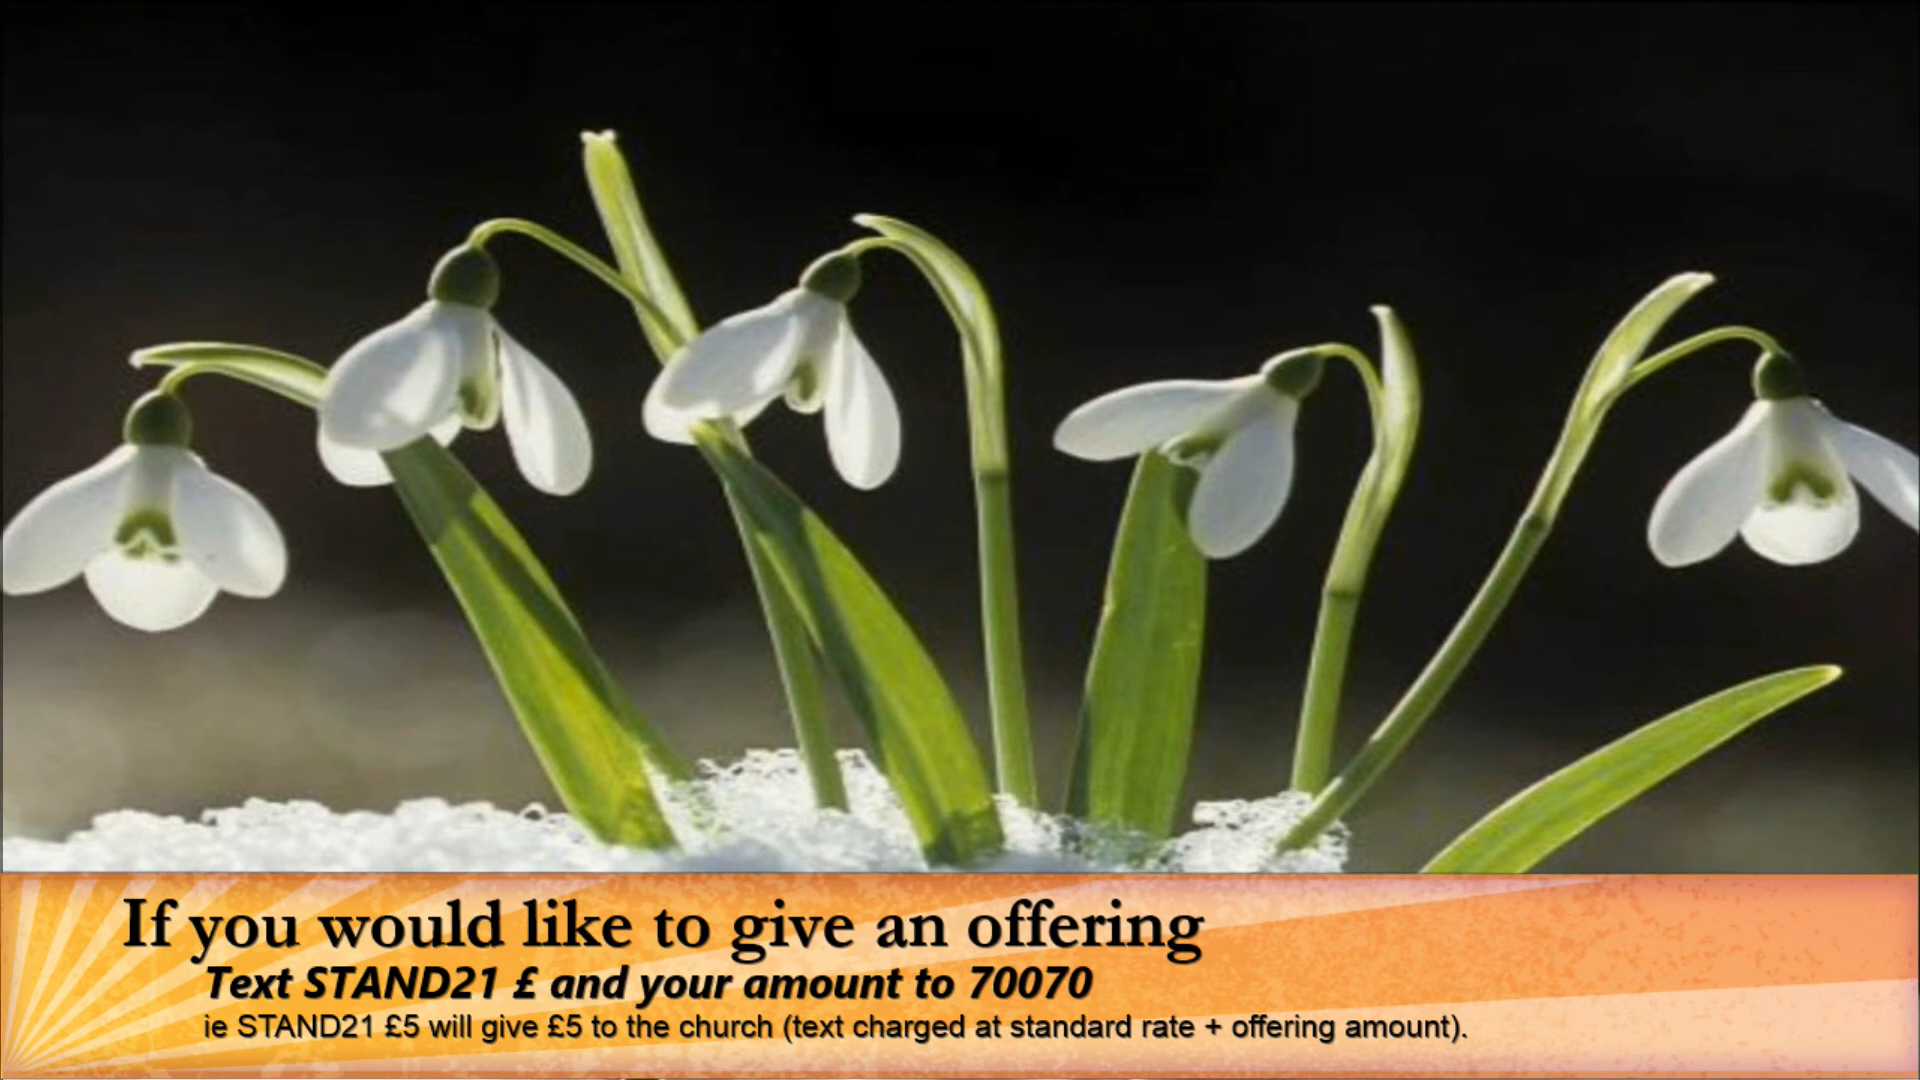 If you would like to give an offering
Text STAND21 £ and your amount to 70070
ie STAND21 £5 will give £5 to the church (text charged at standard rate + offering amount).